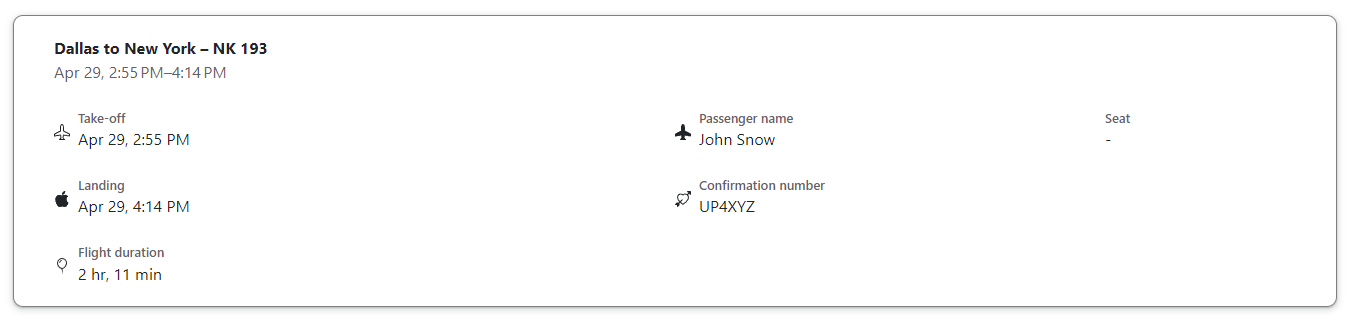 Dallas to New York – NK 193
Apr 29, 2:55 PM–4:14 PM
Take-off
Apr 29, 2:55 PM
Passenger name
John Snow
Seat
-
Landing
Apr 29, 4:14 PM
Confirmation number
UP4XYZ
Flight duration
2 hr, 11 min